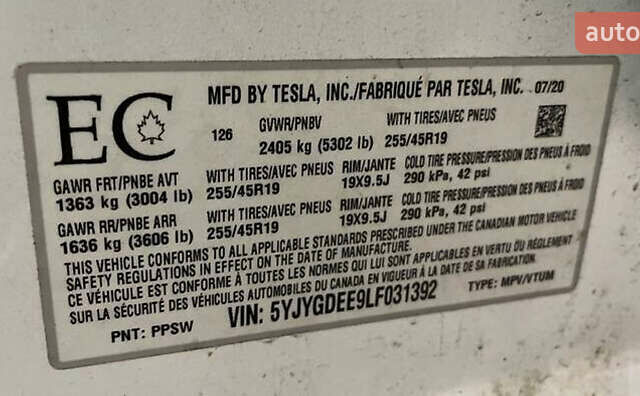 auto
EC
MFD BY TESLA, INC./FABRIQUÉ PAR TESLA, INC. 07/20
126
GVWR/PNBV
2405 kg (5302 lb)
WITH TIRES/AVEC PNEUS
255/45R19
GAWR FRT/PNBE AVT
1363 kg (3004 lb)
WITH TIRES/AVEC PNEUS
255/45R19
RIM/JANTE
19X9.5J
COLD TIRE PRESSURE/PRESSION DES PNEUS À FROID
290 kPa, 42 psi
GAWR RR/PNBE ARR
1636 kg (3606 lb)
WITH TIRES/AVEC PNEUS
255/45R19
RIM/JANTE
19X9.5J
COLD TIRE PRESSURE/PRESSION DES PNEUS À FROID
290 kPa, 42 psi
THIS VEHICLE CONFORMS TO ALL APPLICABLE STANDARDS PRESCRIBED UNDER THE CANADIAN MOTOR VEHICLE
SAFETY REGULATIONS IN EFFECT ON THE DATE OF MANUFACTURE.
CE VÉHICULE EST CONFORME À TOUTES LES NORMES QUI LUI SONT APPLICABLES EN VERTU DU RÉGLEMENT
SUR LA SÉCURITÉ DES VÉHICULES AUTOMOBILES DU CANADA EN VIGUEUR À LA DATE DE SA FABRICATION.
PNT: PPSW
VIN: 5YJYGDEE9LF031392
TYPE: MPV/VTUM